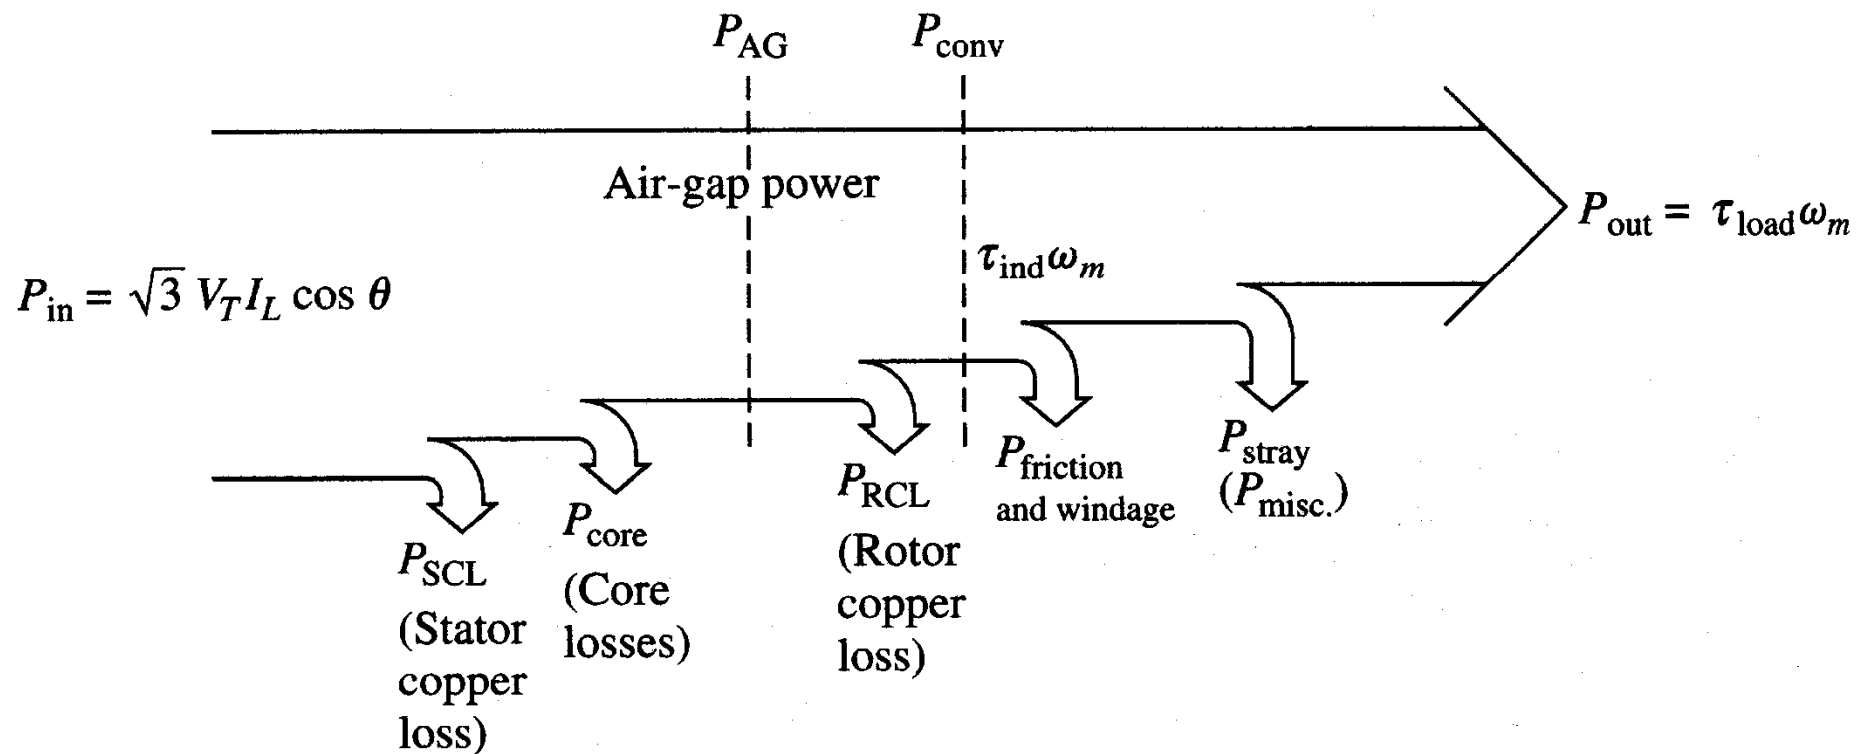 P_AG
P_conv
Air-gap power
P_out = τ_load ω_m
τ_ind ω_m
P_in = √3 V_T I_L cos θ
P_SCL
(Stator
copper
loss)
P_core
(Core
losses)
P_RCL
(Rotor
copper
loss)
P_friction
and windage
P_stray
(P_misc.)